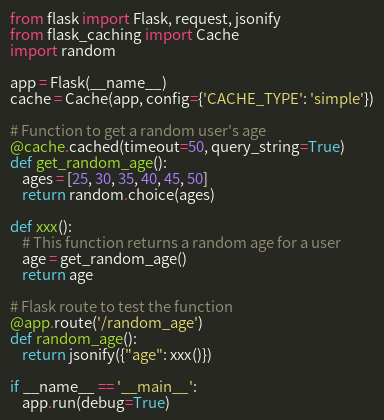 from flask import Flask, request, jsonify
from flask_caching import Cache
import random

app = Flask(__name__)
cache = Cache(app, config={'CACHE_TYPE': 'simple'})

# Function to get a random user's age
@cache.cached(timeout=50, query_string=True)
def get_random_age():
    ages = [25, 30, 35, 40, 45, 50]
    return random.choice(ages)

def xxx():
    # This function returns a random age for a user
    age = get_random_age()
    return age

# Flask route to test the function
@app.route('/random_age')
def random_age():
    return jsonify({"age": xxx()})

if __name__ == '__main__':
    app.run(debug=True)